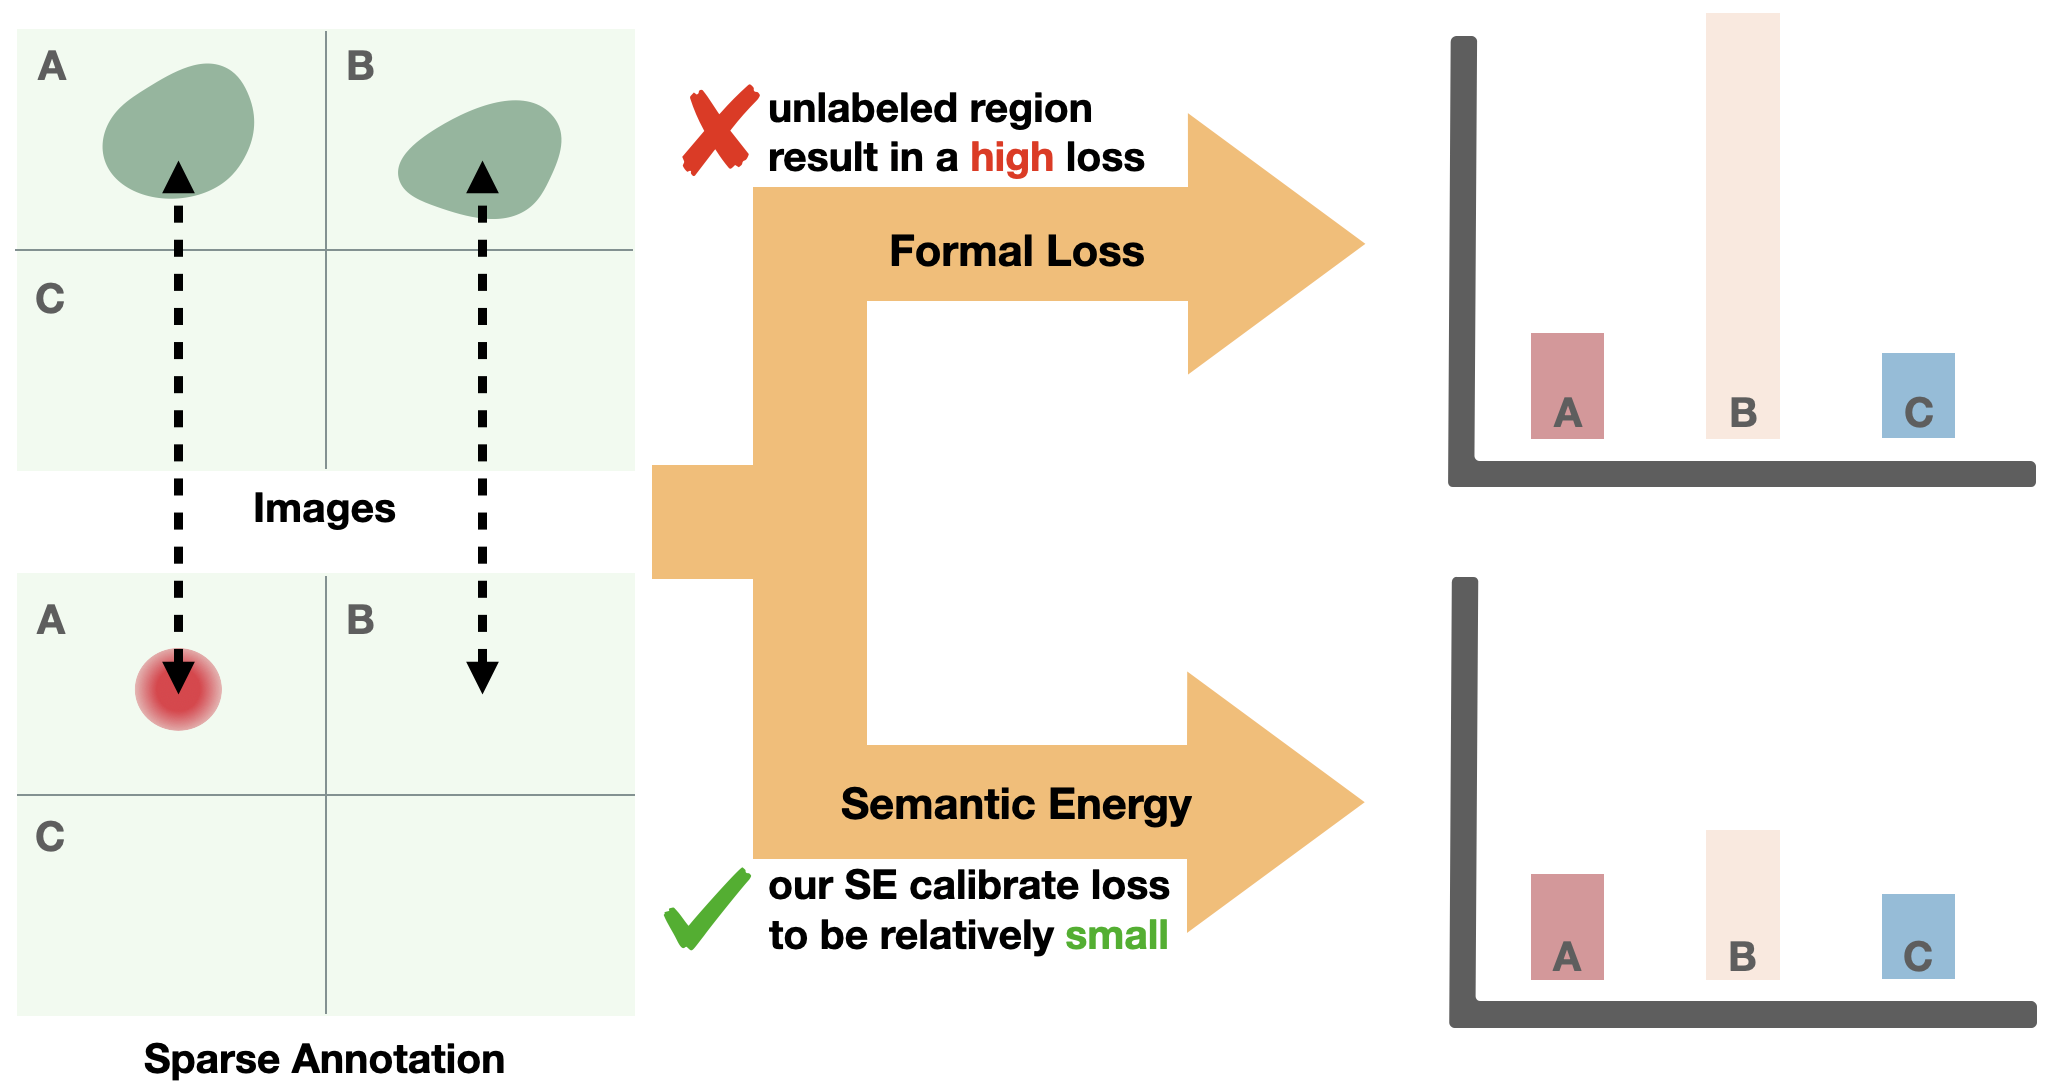 A
B
C
Images
A
B
C
Sparse Annotation
unlabeled region
result in a high loss
Formal Loss
Semantic Energy
our SE calibrate loss
to be relatively small
A
B
C
A
B
C